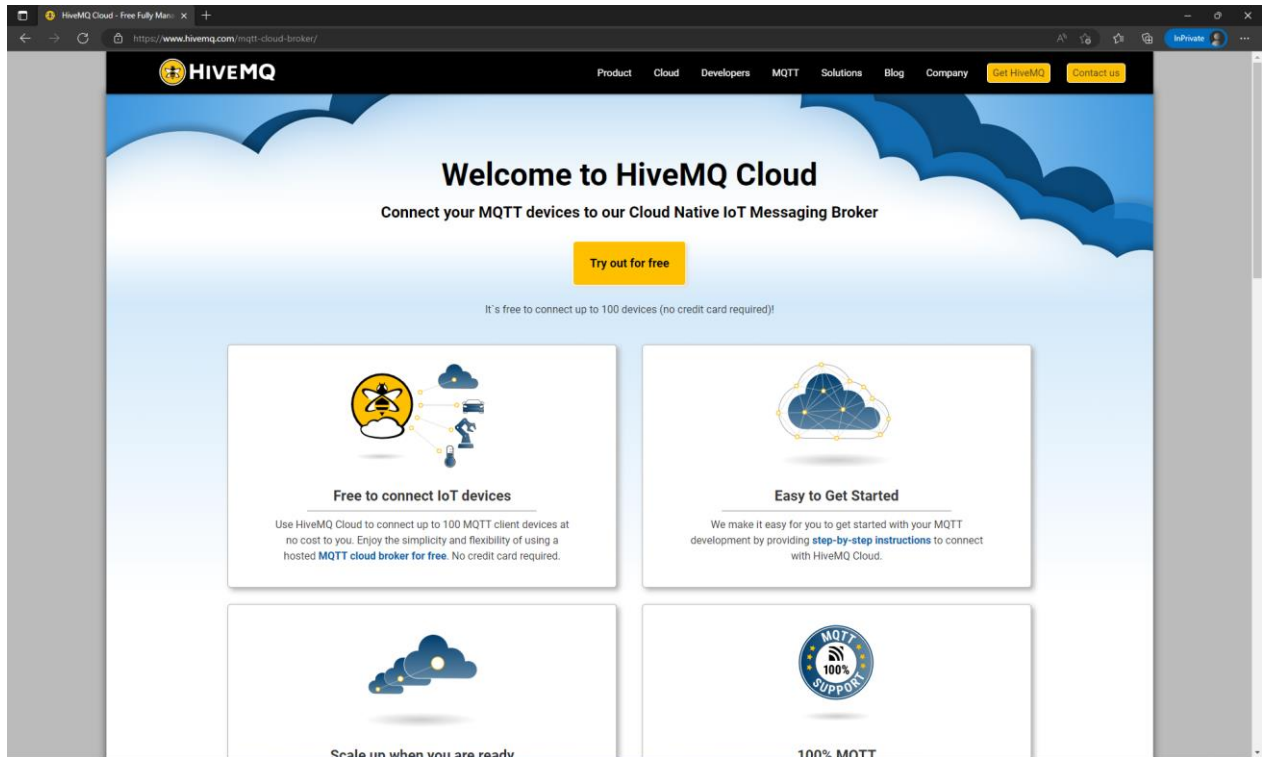 HiveMQ Cloud - Free Fully Mana
https://www.hivemq.com/mqtt-cloud-broker/
InPrivate
HIVEMQ
Product Cloud Developers MQTT Solutions Blog Company Get HiveMQ Contact us
Welcome to HiveMQ Cloud
Connect your MQTT devices to our Cloud Native IoT Messaging Broker
Try out for free
It`s free to connect up to 100 devices (no credit card required)!
Free to connect IoT devices
Use HiveMQ Cloud to connect up to 100 MQTT client devices at
no cost to you. Enjoy the simplicity and flexibility of using a
hosted MQTT cloud broker for free. No credit card required.
Easy to Get Started
We make it easy for you to get started with your MQTT
development by providing step-by-step instructions to connect
with HiveMQ Cloud.
Scale up when you are ready
MQTT
100%
SUPPORT
100% MQTT